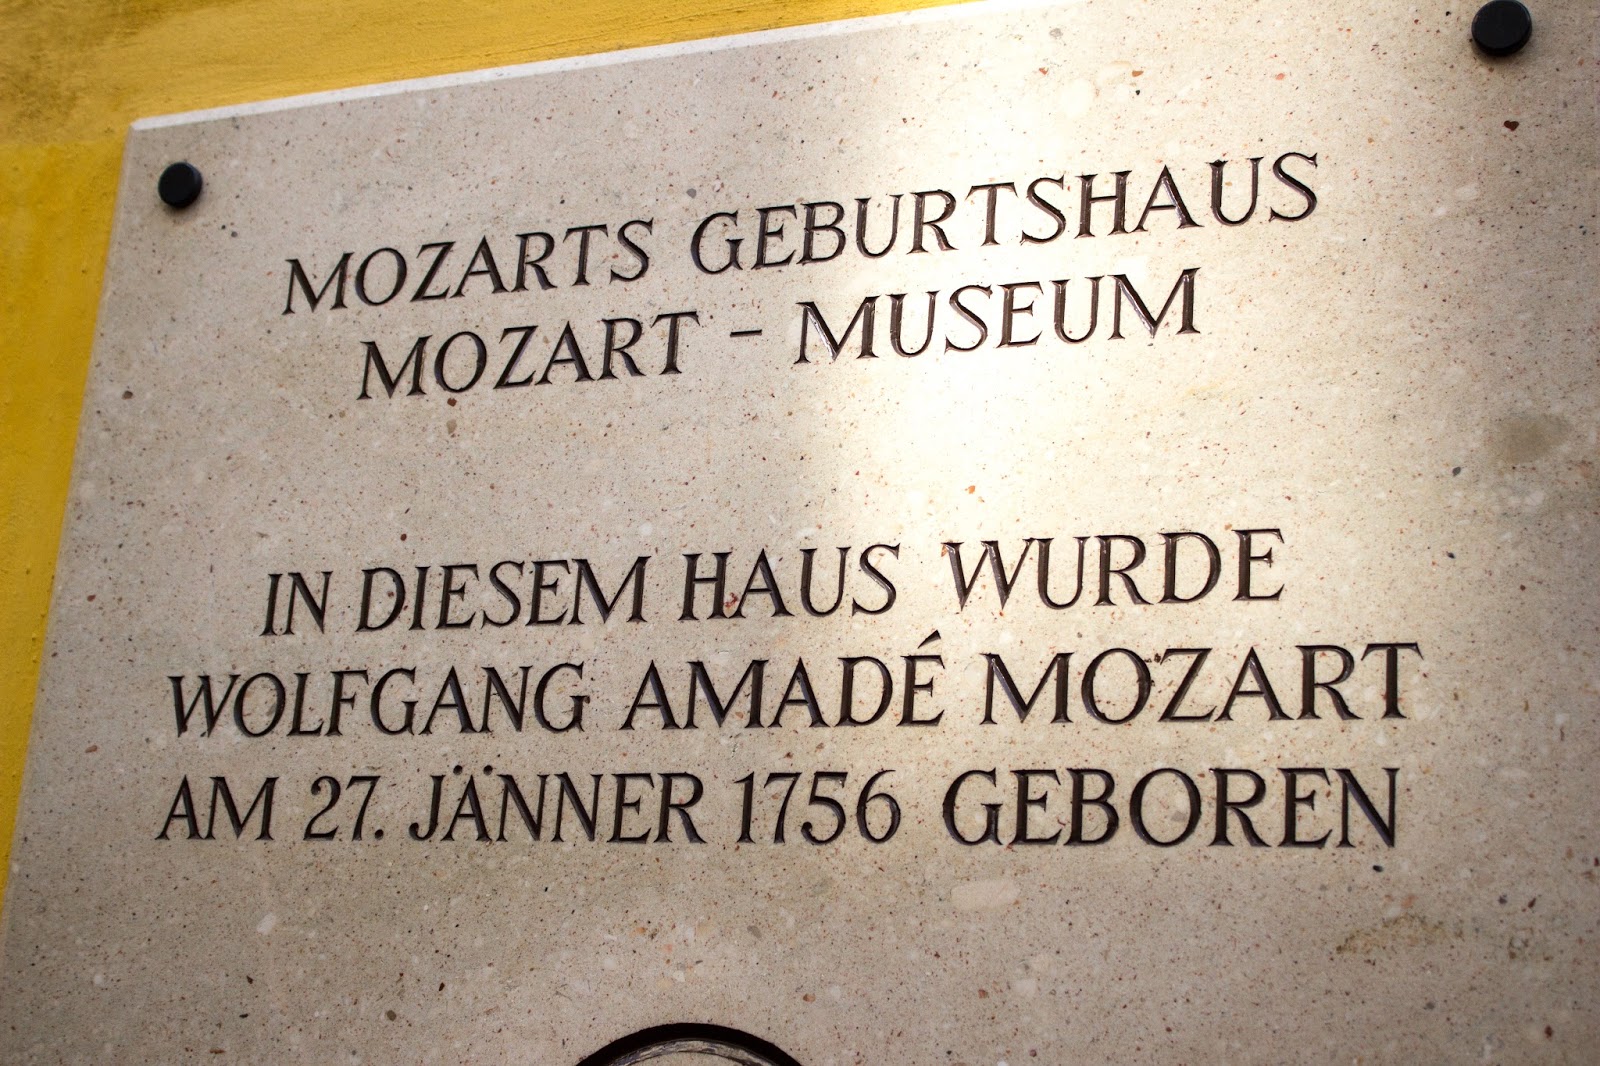 MOZARTS GEBURTSHAUS
MOZART - MUSEUM
IN DIESEM HAUS WURDE
WOLFGANG AMADÉ MOZART
AM 27. JÄNNER 1756 GEBOREN